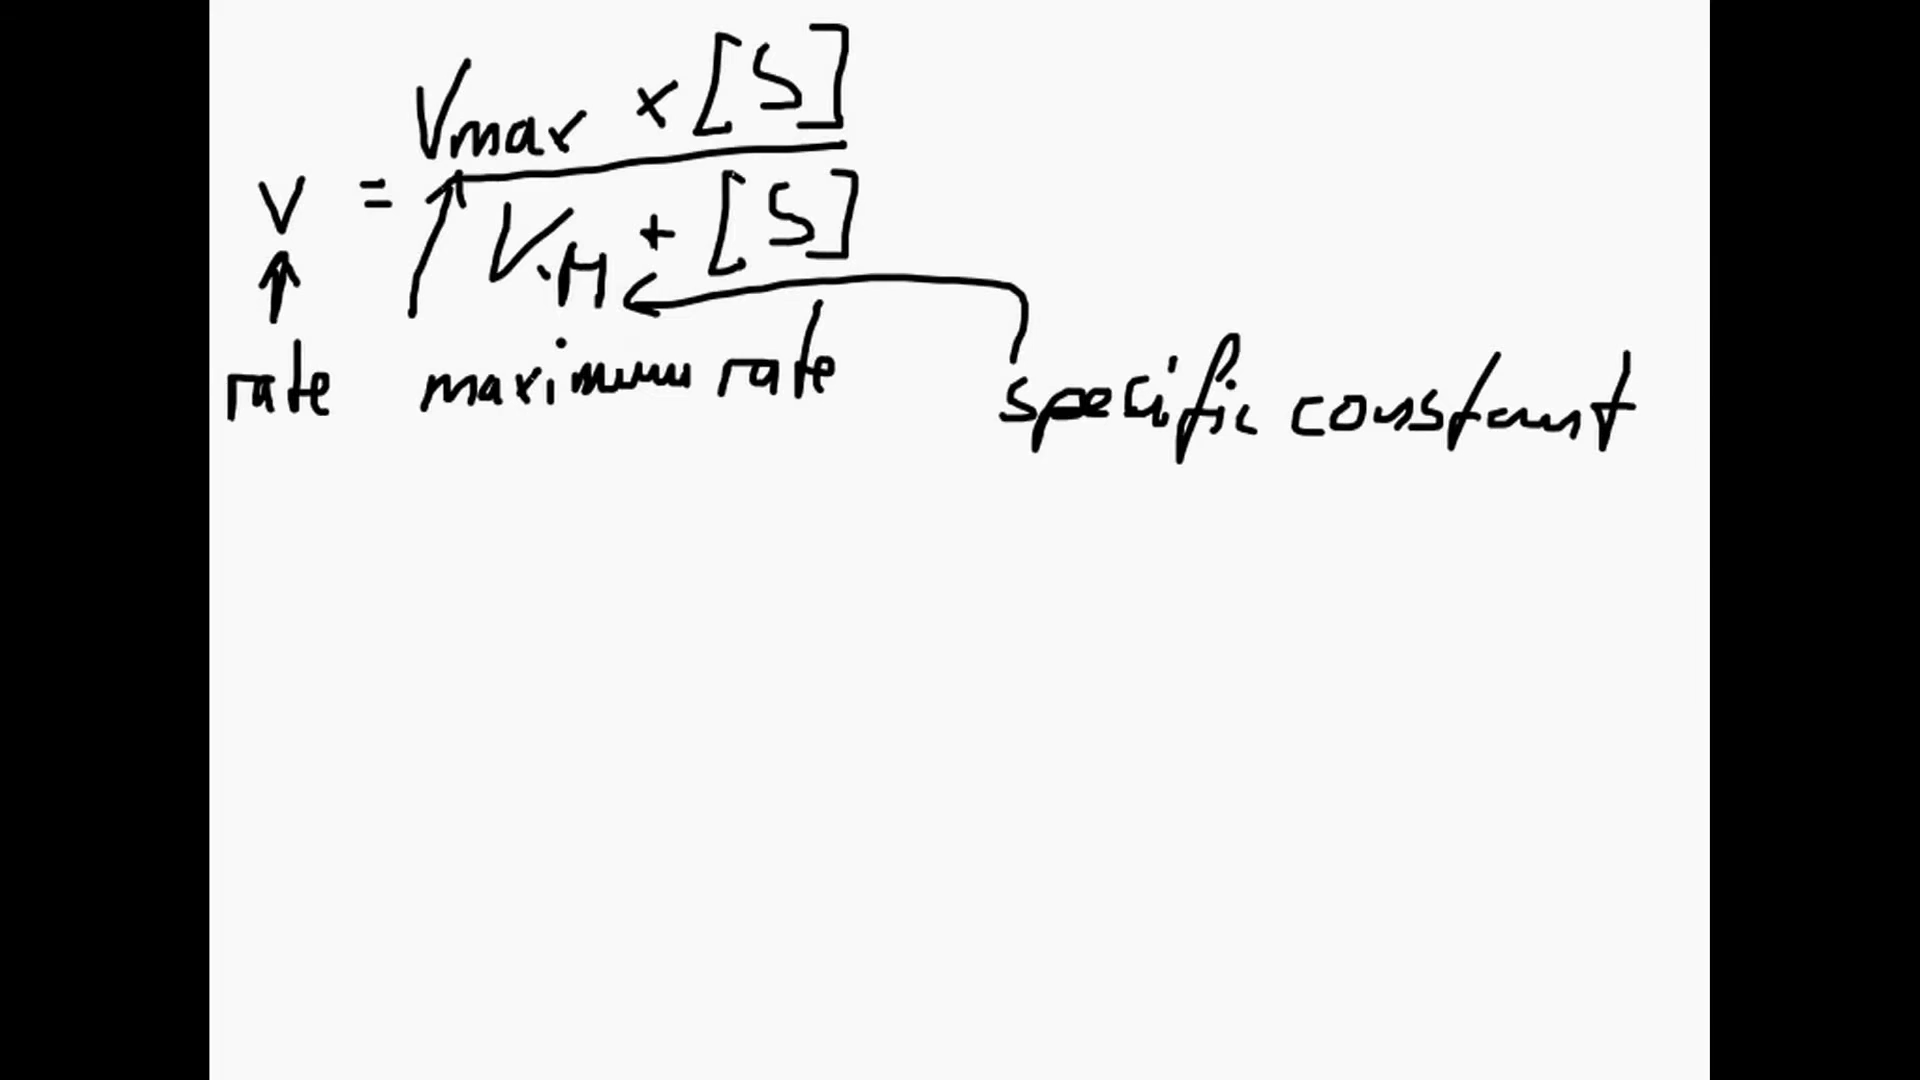 Vmax × [S]
v =
KM + [S]
rate maximum rate specific constant